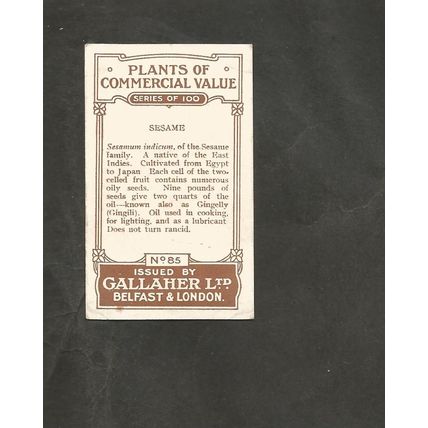 PLANTS OF
COMMERCIAL VALUE
SERIES OF 100
SESAME
Sesamum indicum, of the Sesame
family. A native of the East
Indies. Cultivated from Egypt
to Japan Each cell of the two-
celled fruit contains numerous
oily seeds. Nine pounds of
seeds give two quarts of the
oil—known also as Gingelly
(Gingili). Oil used in cooking,
for lighting, and as a lubricant
Does not turn rancid.
No 85
ISSUED BY
GALLAHER LTD
BELFAST & LONDON.